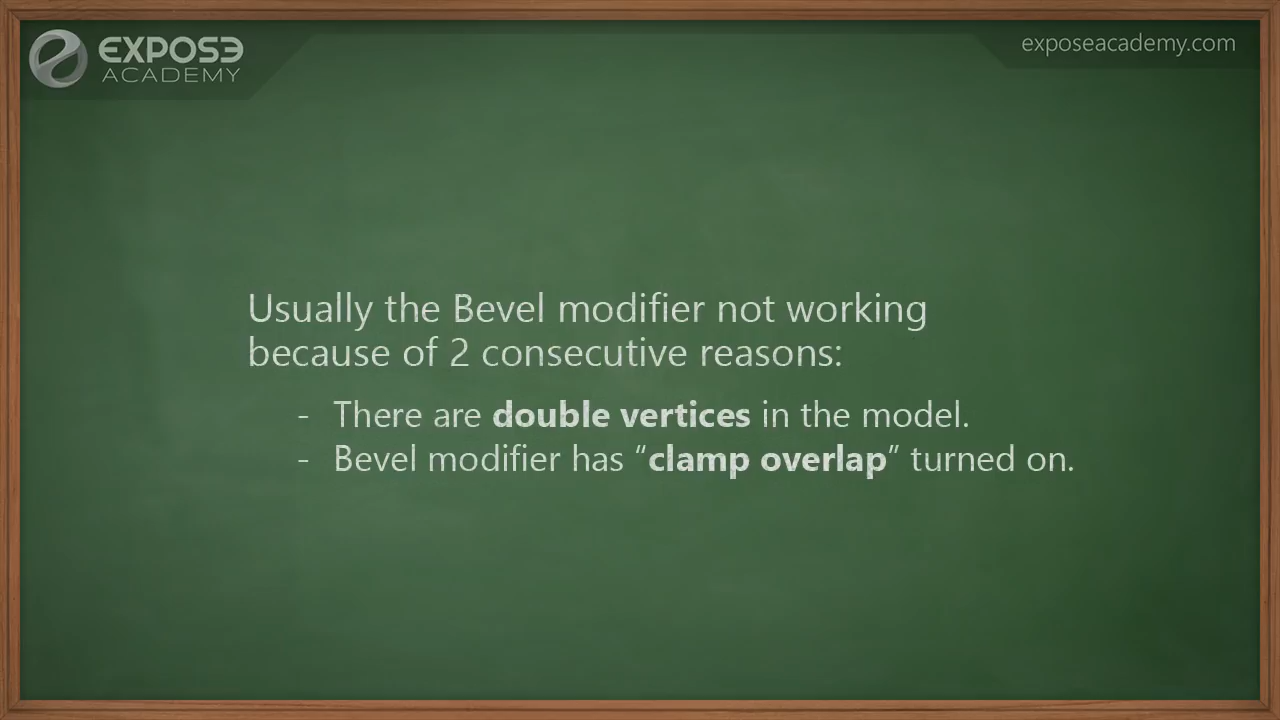 EXPOSE
ACADEMY
exposeacademy.com
Usually the Bevel modifier not working
because of 2 consecutive reasons:
- There are double vertices in the model.
- Bevel modifier has “clamp overlap” turned on.